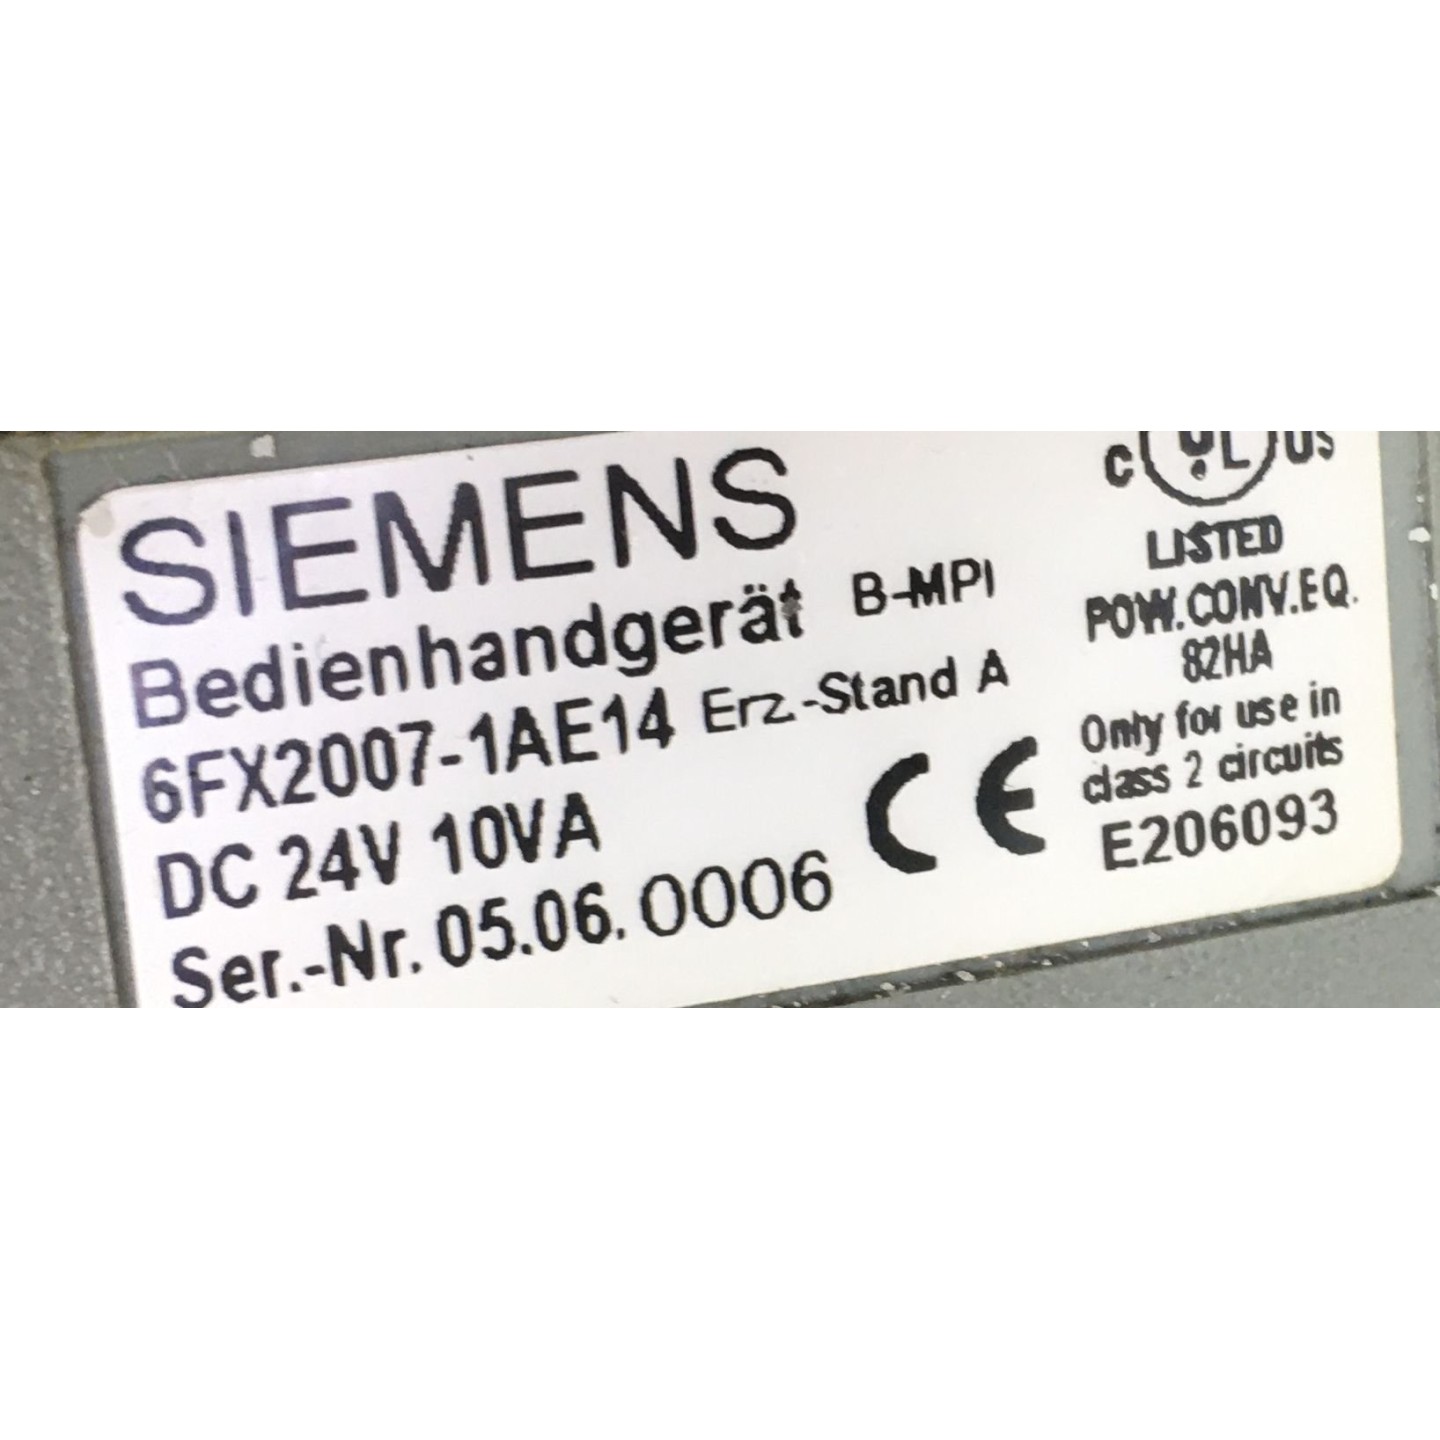 SIEMENS
Bedienhandgerät B-MPI
6FX2007-1AE14 Erz.-Stand A
DC 24V 10VA
Ser.-Nr. 05.06.0006
CE
C UL US
LISTED
POW.CONV.EQ.
82HA
Only for use in
class 2 circuits
E206093